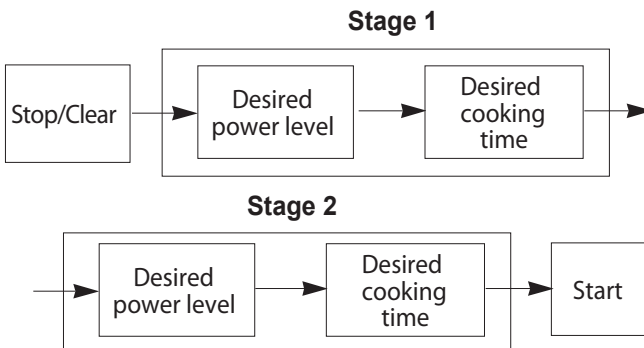 Stage 1
Stop/Clear
Desired
power level
Desired
cooking
time
Stage 2
Desired
power level
Desired
cooking
time
Start